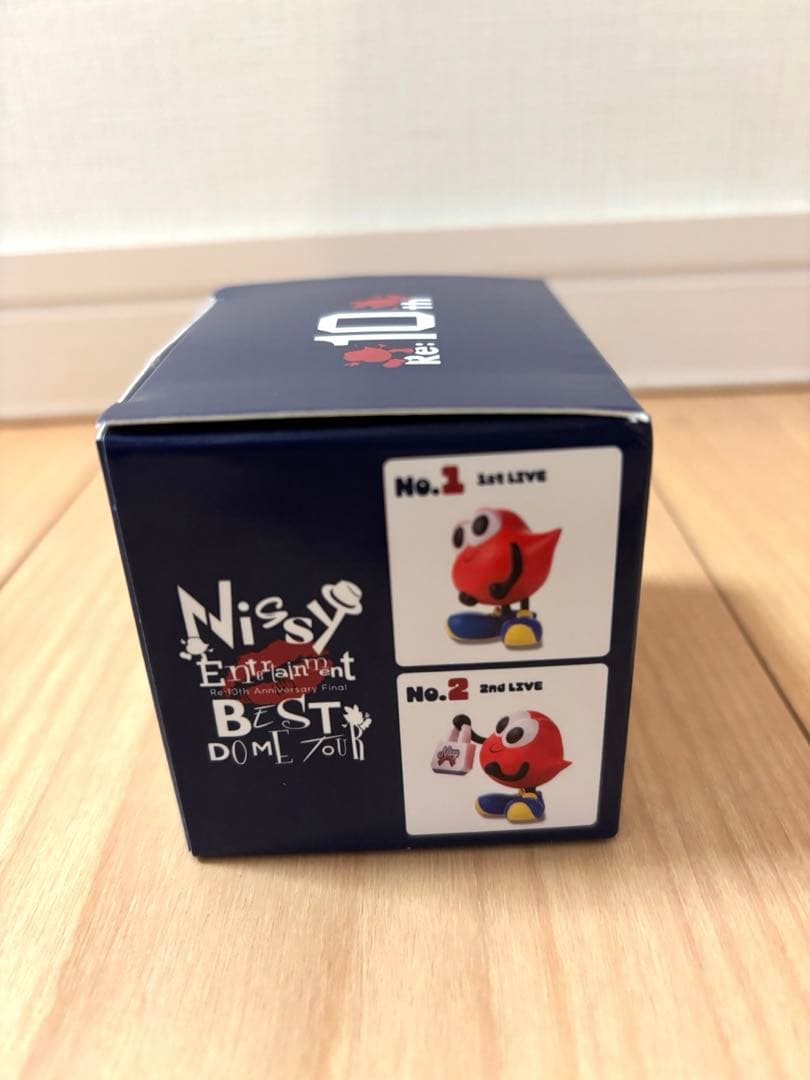 Re:10th
Nissy
Entertainment
Re:10th Anniversary Final
BEST
DOME TOUR
No.1 1st LIVE
No.2 2nd LIVE